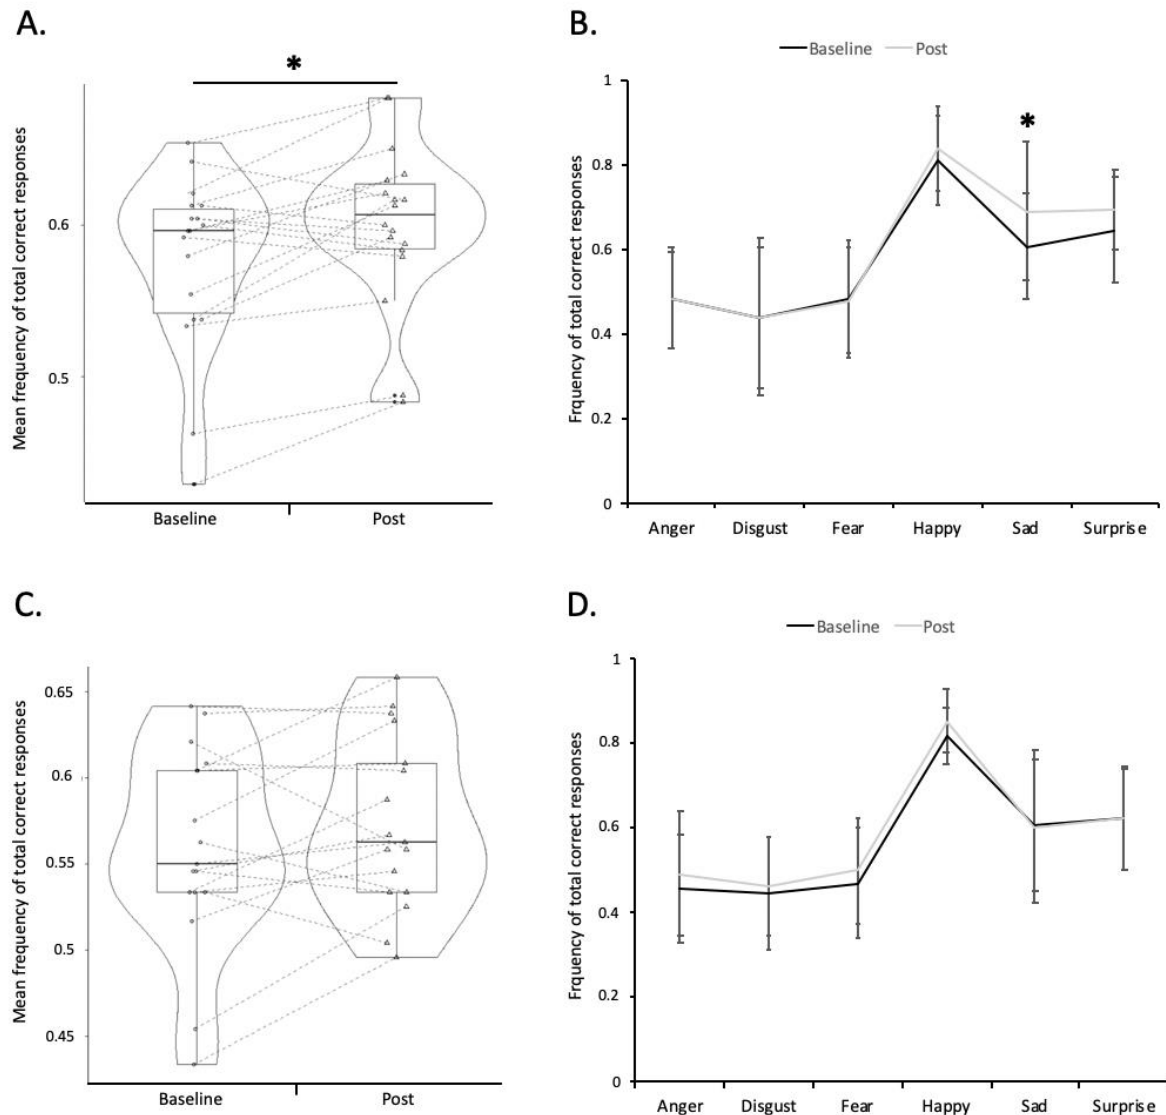 A.
*
Mean frequency of total correct responses
0.6
0.5
Baseline Post
B.
Baseline Post
Frquency of total correct responses
1
0.8
0.6
0.4
0.2
0
*
Anger Disgust Fear Happy Sad Surprise
C.
Mean frequency of total correct responses
0.65
0.6
0.55
0.5
0.45
Baseline Post
D.
Baseline Post
Frquency of total correct responses
1
0.8
0.6
0.4
0.2
0
Anger Disgust Fear Happy Sad Surprise